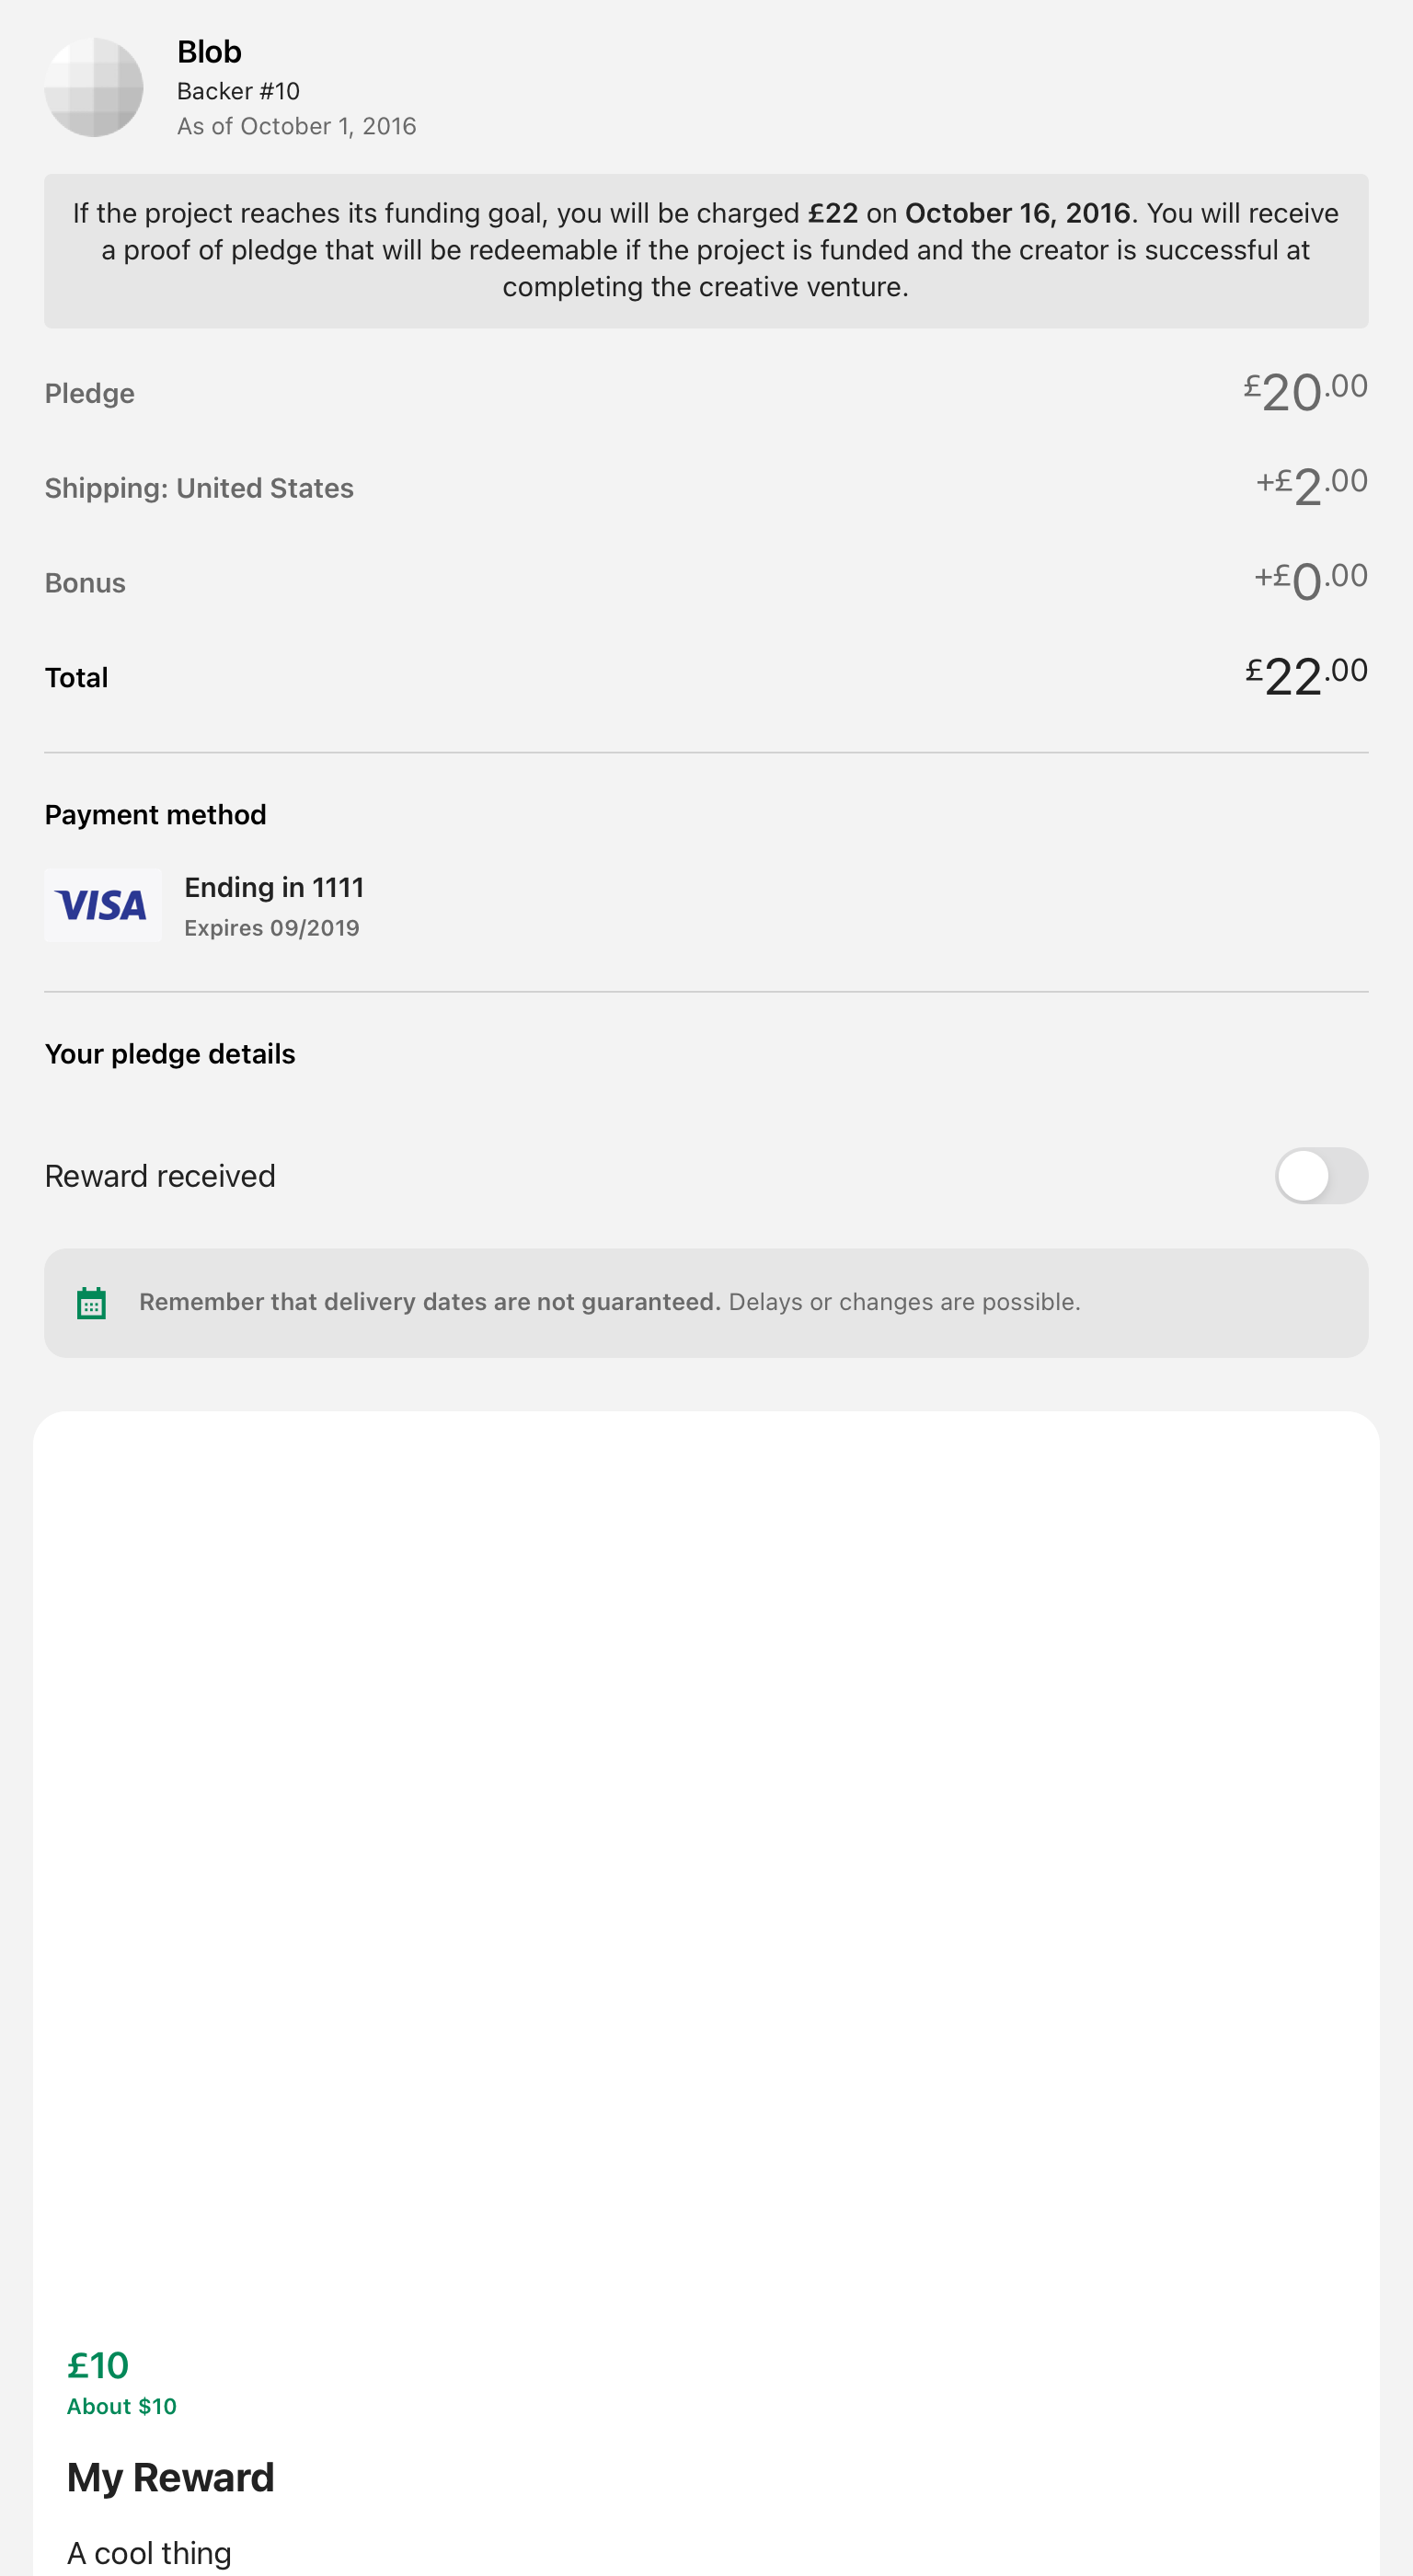 Blob
Backer #10
As of October 1, 2016
If the project reaches its funding goal, you will be charged £22 on October 16, 2016. You will receive
a proof of pledge that will be redeemable if the project is funded and the creator is successful at
completing the creative venture.
Pledge £20.00
Shipping: United States +£2.00
Bonus +£0.00
Total £22.00
Payment method
VISA Ending in 1111
Expires 09/2019
Your pledge details
Reward received
Remember that delivery dates are not guaranteed. Delays or changes are possible.
£10
About $10
My Reward
A cool thing